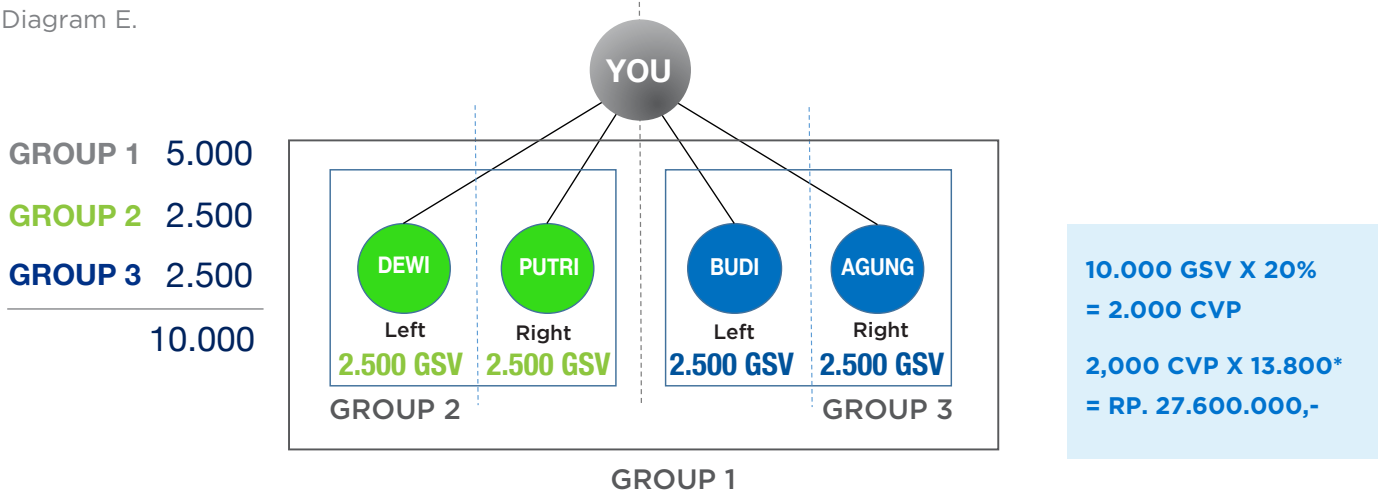 Diagram E.
YOU
GROUP 1 5.000
GROUP 2 2.500
GROUP 3 2.500
10.000
DEWI PUTRI BUDI AGUNG
Left Right Left Right
2.500 GSV 2.500 GSV 2.500 GSV 2.500 GSV
GROUP 2 GROUP 3
GROUP 1
10.000 GSV X 20%
= 2.000 CVP
2,000 CVP X 13.800*
= RP. 27.600.000,-